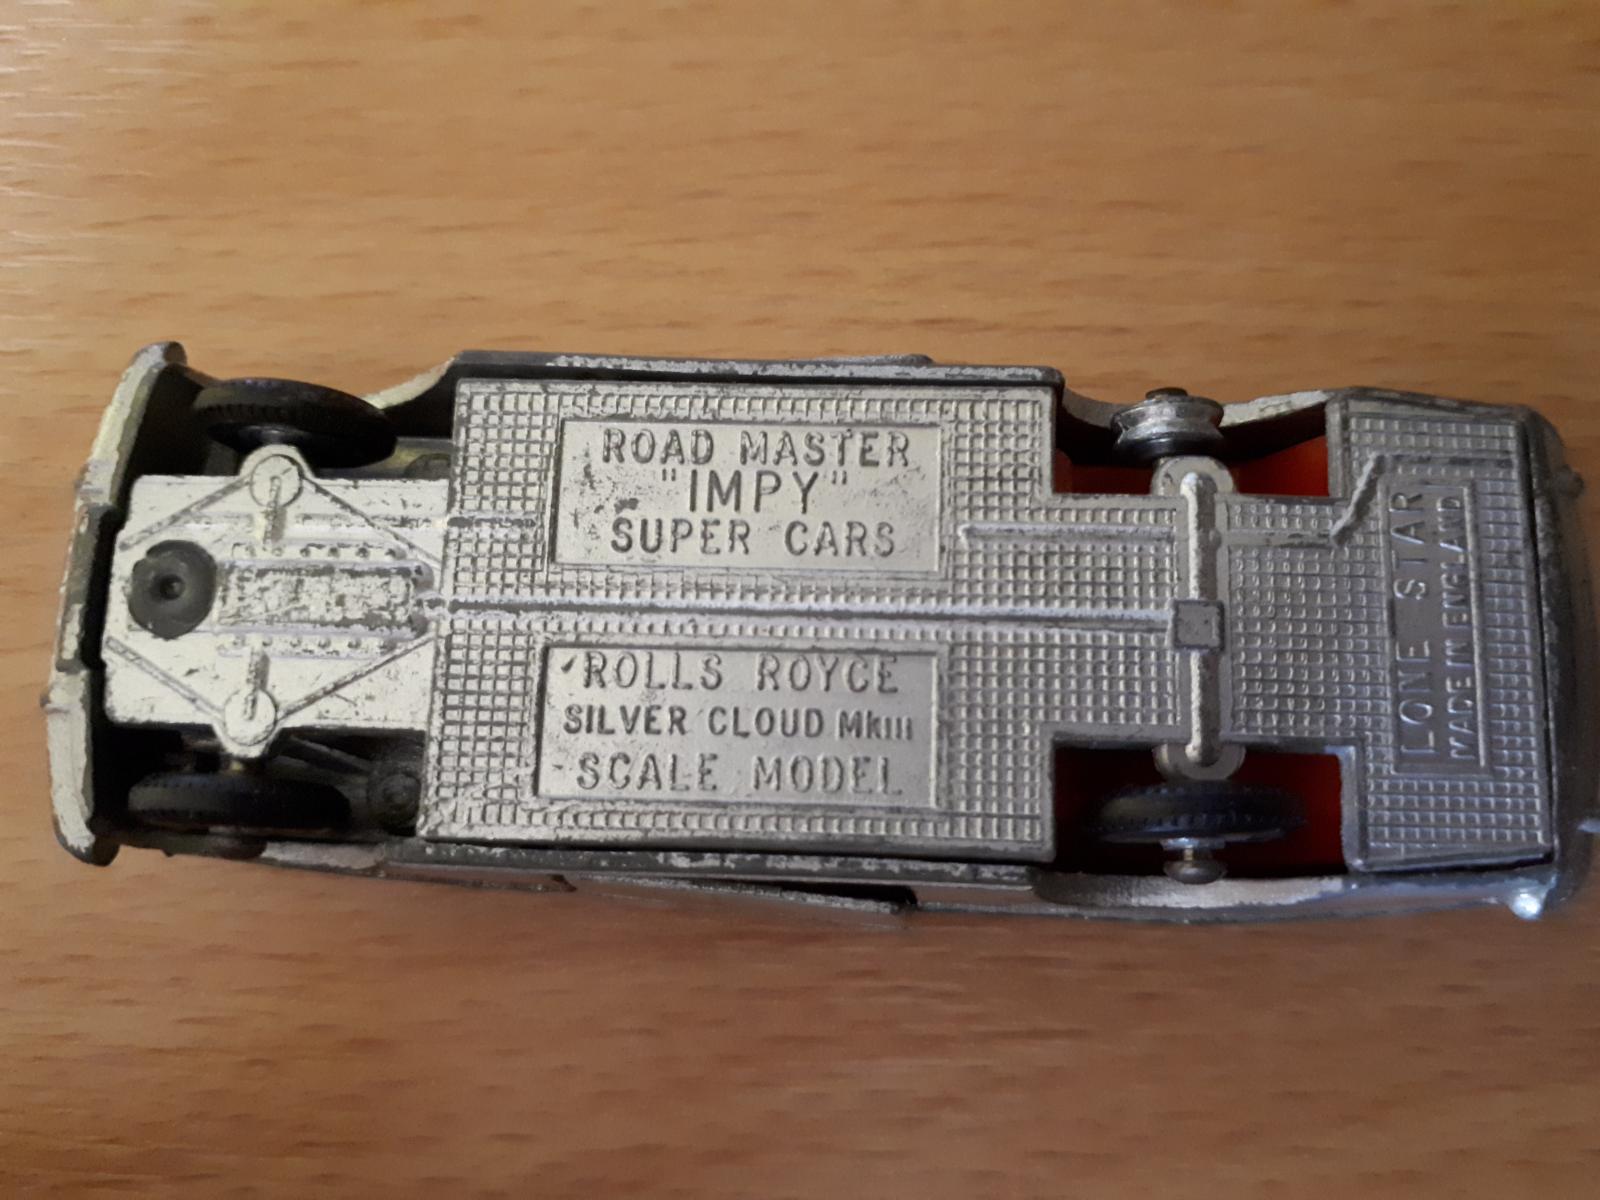 ROAD MASTER
"IMPY"
SUPER CARS
ROLLS ROYCE
SILVER CLOUD MkIII
SCALE MODEL
LONE STAR
MADE IN ENGLAND